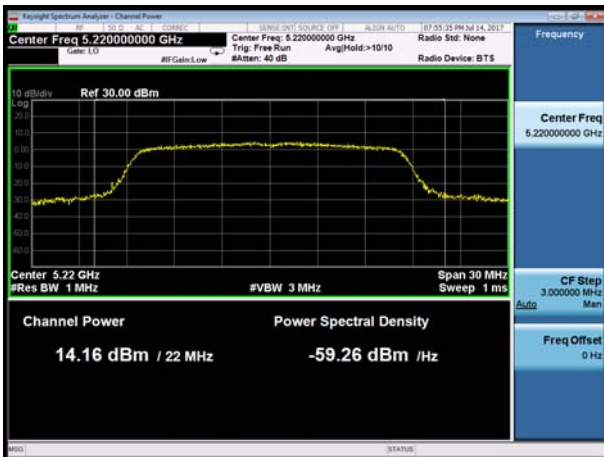 Keysight Spectrum Analyzer - Channel Power
RF 50 Ω AC CORREC SENSE:INT SOURCE OFF ALIGN AUTO 07:55:35 PM Jul 14, 2017
Center Freq 5.220000000 GHz
Gate: LO
#IFGain:Low
Center Freq: 5.220000000 GHz
Trig: Free Run Avg|Hold:>10/10
#Atten: 40 dB
Radio Std: None
Radio Device: BTS
10 dB/div Ref 30.00 dBm
Log
20.0
10.0
0.00
-10.0
-20.0
-30.0
-40.0
-50.0
-60.0
Center 5.22 GHz Span 30 MHz
#Res BW 1 MHz #VBW 3 MHz Sweep 1 ms
Channel Power Power Spectral Density
14.16 dBm / 22 MHz -59.26 dBm /Hz
MSG STATUS
Frequency
Center Freq
5.220000000 GHz
CF Step
3.000000 MHz
Auto Man
Freq Offset
0 Hz